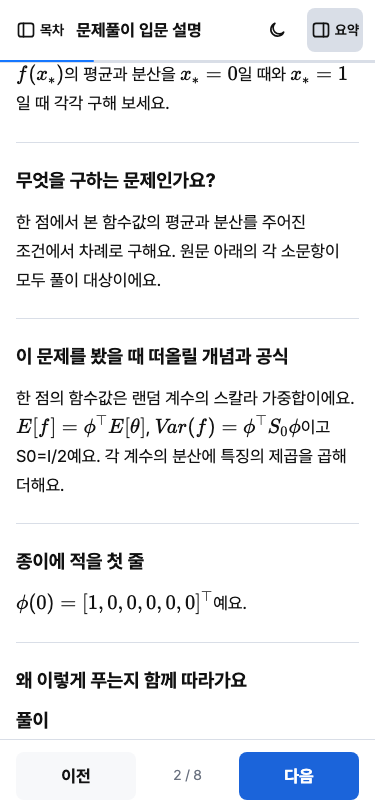 목차 문제풀이 입문 설명 요약
f(x_*)의 평균과 분산을 x_* = 0일 때와 x_* = 1
일 때 각각 구해 보세요.
무엇을 구하는 문제인가요?
한 점에서 본 함수값의 평균과 분산를 주어진
조건에서 차례로 구해요. 원문 아래의 각 소문항이
모두 풀이 대상이에요.
이 문제를 봤을 때 떠올릴 개념과 공식
한 점의 함수값은 랜덤 계수의 스칼라 가중합이에요.
E[f] = ϕ^⊤E[θ], Var(f) = ϕ^⊤S_0ϕ이고
S0=I/2예요. 각 계수의 분산에 특징의 제곱을 곱해
더해요.
종이에 적을 첫 줄
ϕ(0) = [1, 0, 0, 0, 0, 0]^⊤예요.
왜 이렇게 푸는지 함께 따라가요
풀이
이전 2 / 8 다음